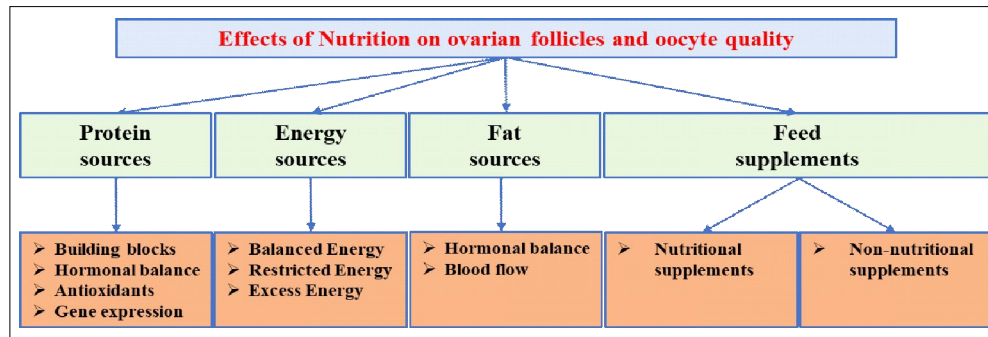 Effects of Nutrition on ovarian follicles and oocyte quality
Protein
sources
Energy
sources
Fat
sources
Feed
supplements
➢ Building blocks
➢ Hormonal balance
➢ Antioxidants
➢ Gene expression
➢ Balanced Energy
➢ Restricted Energy
➢ Excess Energy
➢ Hormonal balance
➢ Blood flow
➢ Nutritional
supplements
➢ Non-nutritional
supplements